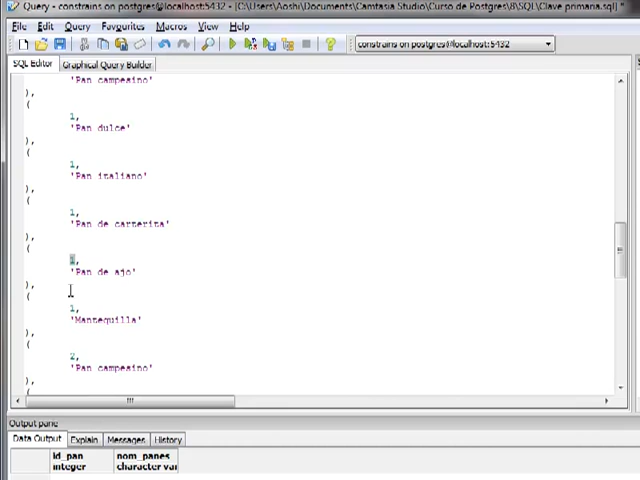 Query - constrains on postgres@localhost:5432 - [C:\Users\Aoshi\Documents\Camtasia Studio\Curso de Postgres\8\SQL\Clave primaria.sql] *
File Edit Query Favourites Macros View Help
constrains on postgres@localhost:5432
SQL Editor Graphical Query Builder
'Pan campesino'
),
(
1,
'Pan dulce'
),
(
1,
'Pan italiano'
),
(
1,
'Pan de carterita'
),
(
1,
'Pan de ajo'
),
(
1,
'Mantequilla'
),
(
2,
'Pan campesino'
),
(
Output pane
Data Output Explain Messages History
id_pan nom_panes
integer character var